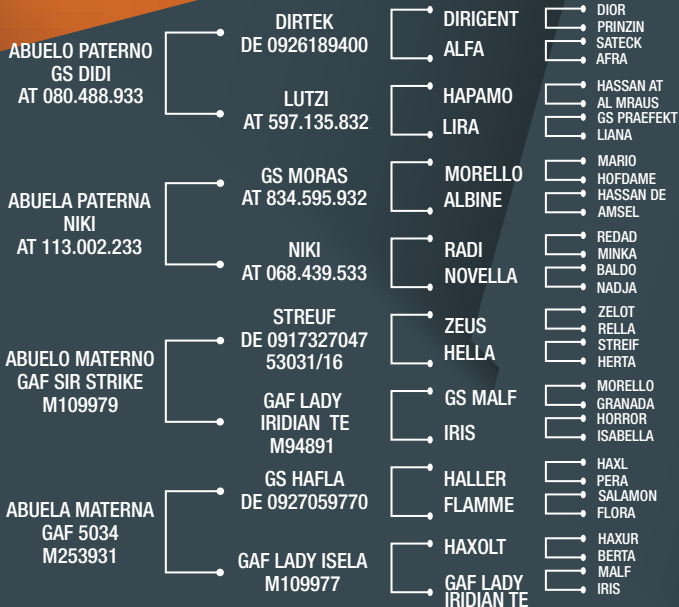 ABUELO PATERNO
GS DIDI
AT 080.488.933
ABUELA PATERNA
NIKI
AT 113.002.233
ABUELO MATERNO
GAF SIR STRIKE
M109979
ABUELA MATERNA
GAF 5034
M253931
DIRTEK
DE 0926189400
LUTZI
AT 597.135.832
GS MORAS
AT 834.595.932
NIKI
AT 068.439.533
STREUF
DE 0917327047
53031/16
GAF LADY
IRIDIAN TE
M94891
GS HAFLA
DE 0927059770
GAF LADY ISELA
M109977
DIRIGENT
ALFA
HAPAMO
LIRA
MORELLO
ALBINE
RADI
NOVELLA
ZEUS
HELLA
GS MALF
IRIS
HALLER
FLAMME
HAXOLT
GAF LADY
IRIDIAN TE
DIOR
PRINZIN
SATECK
AFRA
HASSAN AT
AL MRAUS
GS PRAEFEKT
LIANA
MARIO
HOFDAME
HASSAN DE
AMSEL
REDAD
MINKA
BALDO
NADJA
ZELOT
RELLA
STREIF
HERTA
MORELLO
GRANADA
HORROR
ISABELLA
HAXL
PERA
SALAMON
FLORA
HAXUR
BERTA
MALF
IRIS